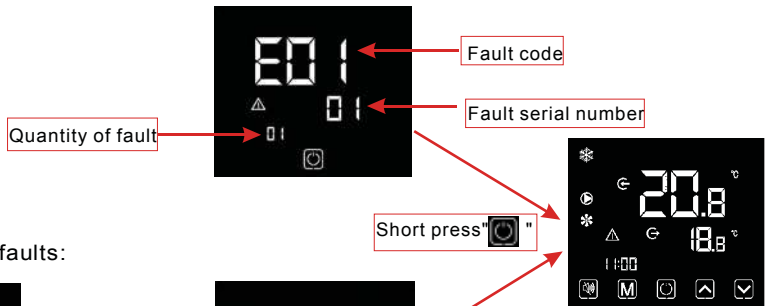 E01
Fault code
01
Fault serial number
Quantity of fault
01
20.8 °C
Short press" "
18.8 °C
faults:
11:00
M